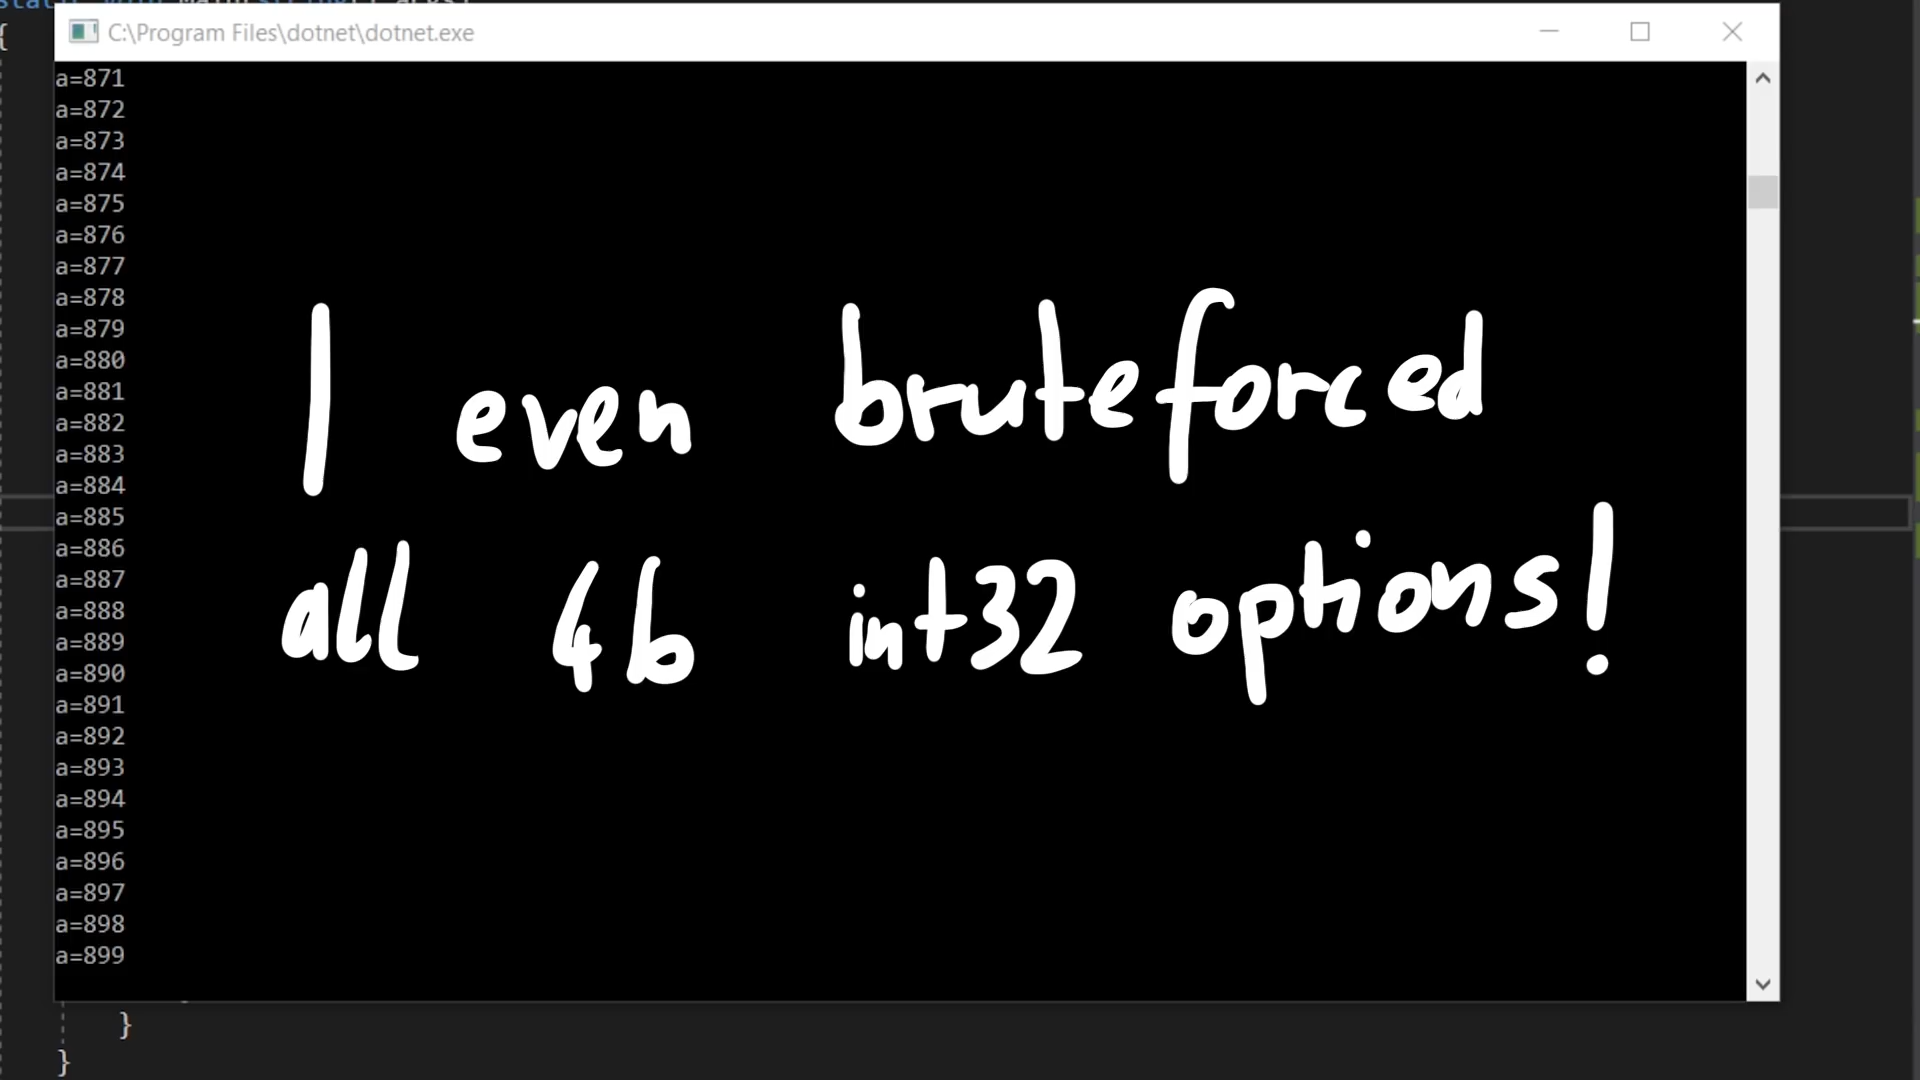 C:\Program Files\dotnet\dotnet.exe
a=871
a=872
a=873
a=874
a=875
a=876
a=877
a=878
a=879
a=880
a=881
a=882
a=883
a=884
a=885
a=886
a=887
a=888
a=889
a=890
a=891
a=892
a=893
a=894
a=895
a=896
a=897
a=898
a=899
I even bruteforced
all 4b int32 options!
{
}
}